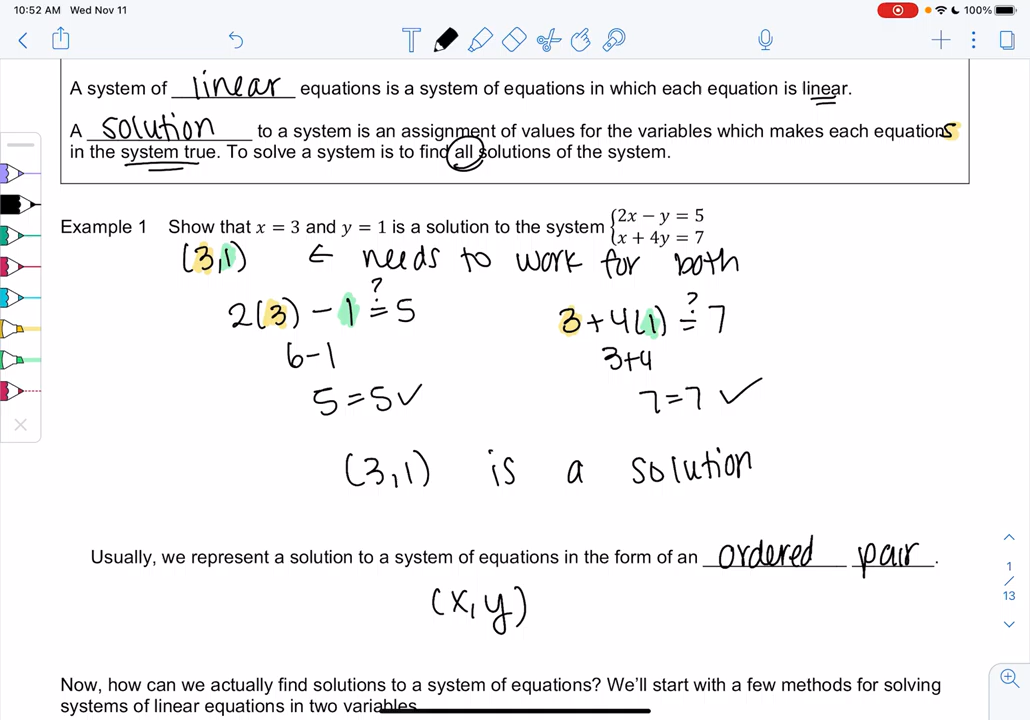 10:52 AM Wed Nov 11
100%
A system of linear equations is a system of equations in which each equation is linear.
A solution to a system is an assignment of values for the variables which makes each equations
in the system true. To solve a system is to find all solutions of the system.
Example 1 Show that x = 3 and y = 1 is a solution to the system {2x − y = 5
x + 4y = 7
(3,1) ← needs to work for both
2(3) − 1 ≟ 5
3 + 4(1) ≟ 7
6−1
3+4
5 = 5 ✓
7 = 7 ✓
(3,1) is a solution
Usually, we represent a solution to a system of equations in the form of an ordered pair.
(x,y)
1
/
13
Now, how can we actually find solutions to a system of equations? We'll start with a few methods for solving
systems of linear equations in two variables